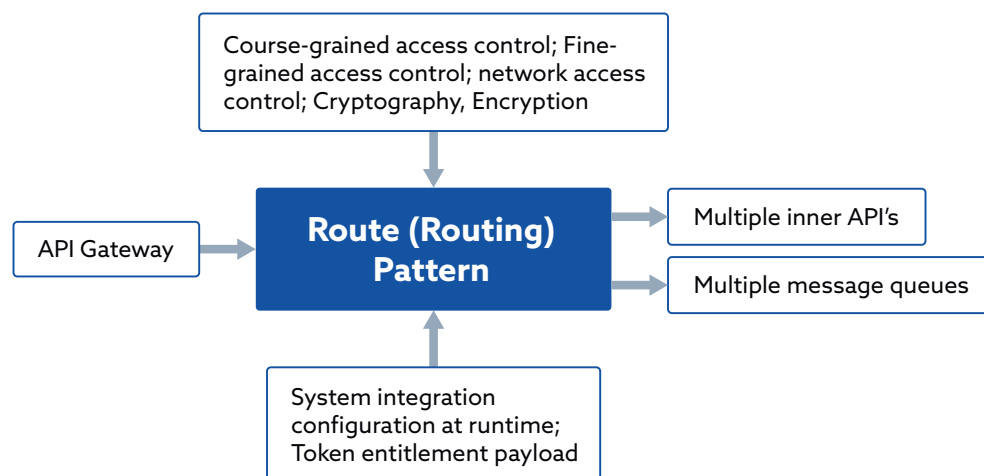 Course-grained access control; Fine-
grained access control; network access
control; Cryptography, Encryption
API Gateway
Route (Routing)
Pattern
Multiple inner API’s
Multiple message queues
System integration
configuration at runtime;
Token entitlement payload